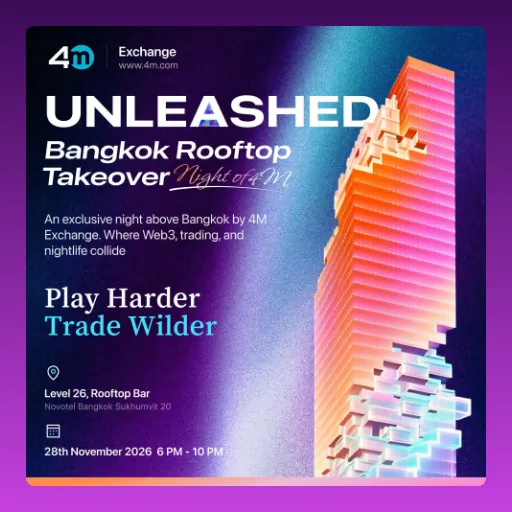 4m
Exchange
www.4m.com
UNLEASHED
Bangkok Rooftop
Takeover Night of 4M
An exclusive night above Bangkok by 4M
Exchange. Where Web3, trading, and
nightlife collide
Play Harder
Trade Wilder
Level 26, Rooftop Bar
Novotel Bangkok Sukhumvit 20
28th November 2026 6 PM - 10 PM